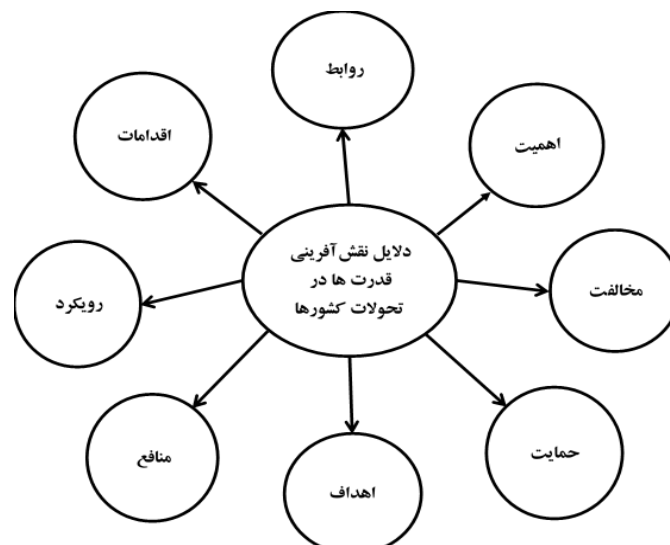 روابط
اهمیت
اقدامات
دلایل نقش‌آفرینی
قدرت ها در
تحولات کشورها
مخالفت
رویکرد
حمایت
منافع
اهداف